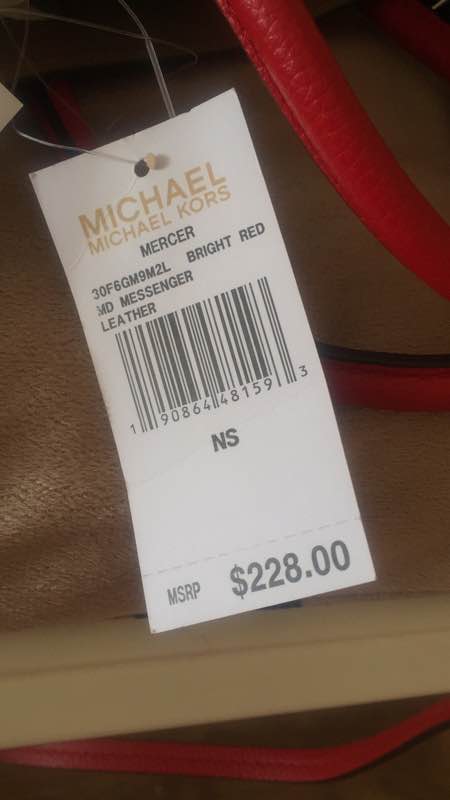 MICHAEL
MICHAEL KORS
MERCER
30F6GM9M2L BRIGHT RED
MD MESSENGER
LEATHER
1 90864 48159 3
NS
MSRP $228.00